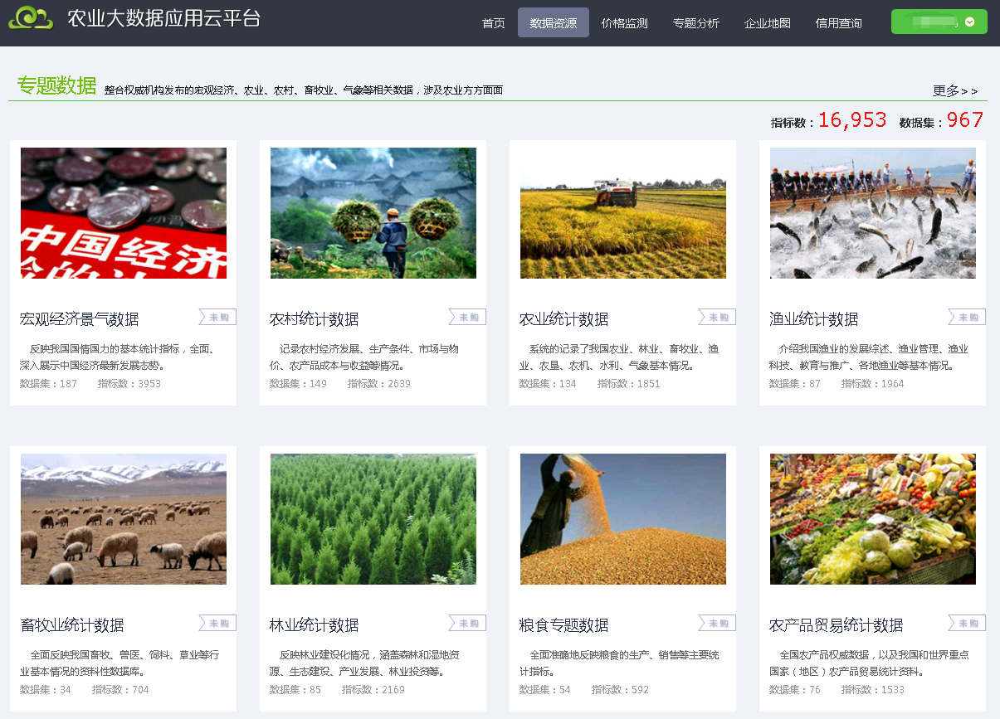 农业大数据应用云平台
首页 数据资源 价格监测 专题分析 企业地图 信用查询
专题数据 整合权威机构发布的宏观经济、农业、农村、畜牧业、气象等相关数据，涉及农业方方面面 更多>>
指标数：16,953 数据集：967
中国经济
宏观经济景气数据 未购
反映我国国情国力的基本统计指标，全面、
深入展示中国经济最新发展态势。
数据集：187 指标数：3953
农村统计数据 未购
记录农村经济发展、生产条件、市场与物
价、农产品成本与收益等情况。
数据集：149 指标数：2639
农业统计数据 未购
系统的记录了我国农业、林业、畜牧业、渔
业、农垦、农机、水利、气象基本情况。
数据集：134 指标数：1851
渔业统计数据 未购
介绍我国渔业的发展综述、渔业管理、渔业
科技、教育与推广、各地渔业等基本情况。
数据集：87 指标数：1964
畜牧业统计数据 未购
全面反映我国畜牧、兽医、饲料、草业等行
业基本情况的资料性数据库。
数据集：34 指标数：704
林业统计数据 未购
反映林业建设化情况，涵盖森林和湿地资
源、生态建设、产业发展、林业投资等。
数据集：85 指标数：2169
粮食专题数据 未购
全面准确地反映粮食的生产、销售等主要统
计指标。
数据集：54 指标数：592
农产品贸易统计数据 未购
全国农产品权威数据，以及我国和世界重点
国家（地区）农产品贸易统计资料。
数据集：76 指标数：1533